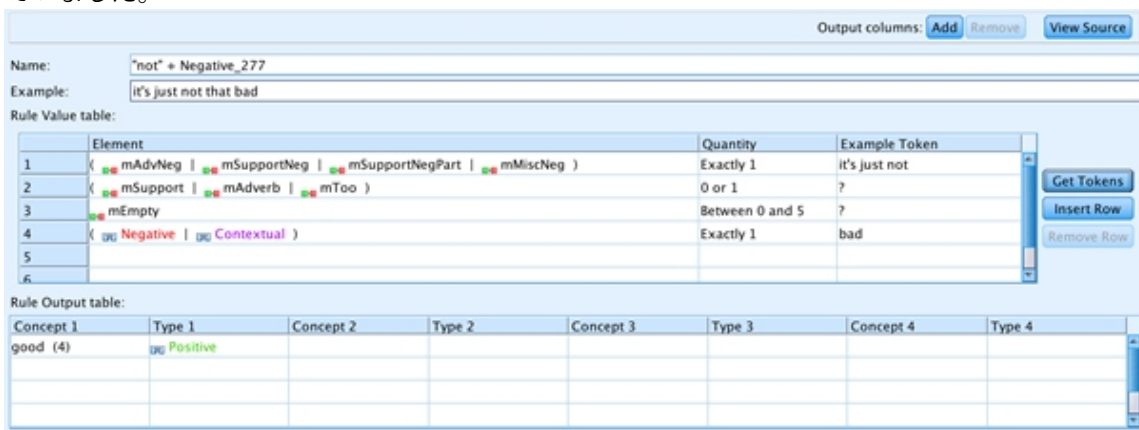 Output columns: Add Remove View Source
Name: "not" + Negative_277
Example: it's just not that bad
Rule Value table:
Element Quantity Example Token
1 ( mAdvNeg | mSupportNeg | mSupportNegPart | mMiscNeg ) Exactly 1 it's just not
2 ( mSupport | mAdverb | mToo ) 0 or 1 ?
Get Tokens
3 mEmpty Between 0 and 5 ?
Insert Row
4 ( Negative | Contextual ) Exactly 1 bad
Remove Row
5
6
Rule Output table:
Concept 1 Type 1 Concept 2 Type 2 Concept 3 Type 3 Concept 4 Type 4
good (4) Positive